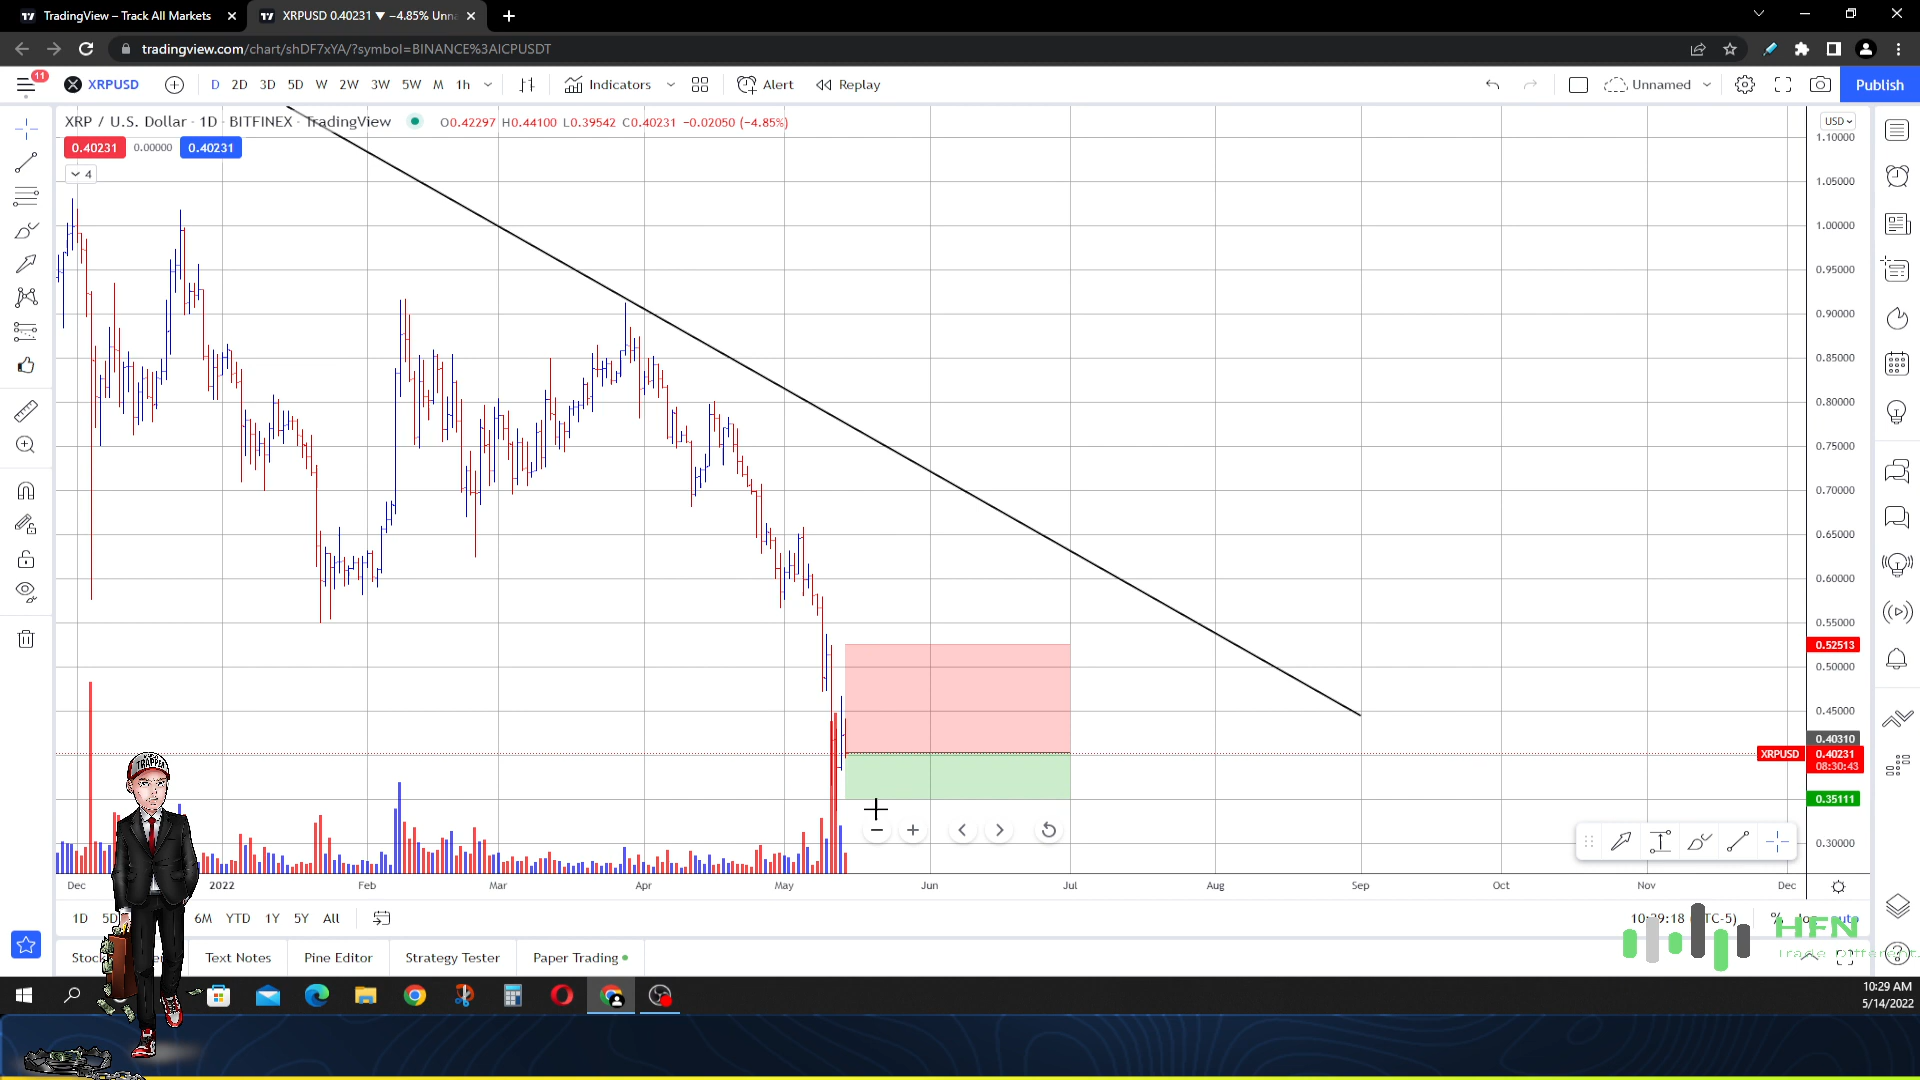 TradingView – Track All Markets
XRPUSD 0.40231 ▼ −4.85% Unna
tradingview.com/chart/shDF7xYA/?symbol=BINANCE%3AICPUSDT
11
XRPUSD
D 2D 3D 5D W 2W 3W 5W M 1h
Indicators
Alert
Replay
Unnamed
Publish
XRP / U.S. Dollar · 1D · BITFINEX · TradingView
O0.42297 H0.44100 L0.39542 C0.40231 −0.02050 (−4.85%)
0.40231 0.00000 0.40231
4
USD
1.10000
1.05000
1.00000
0.95000
0.90000
0.85000
0.80000
0.75000
0.70000
0.65000
0.60000
0.55000
0.52513
0.50000
0.45000
0.40310
XRPUSD 0.40231
08:30:43
0.35111
0.30000
TRAPPER
Dec 2022 Feb Mar Apr May Jun Jul Aug Sep Oct Nov Dec
1D 5D 6M YTD 1Y 5Y All
%
HFN
Trade Different.
Text Notes
Pine Editor
Strategy Tester
Paper Trading
10:29 AM
5/14/2022